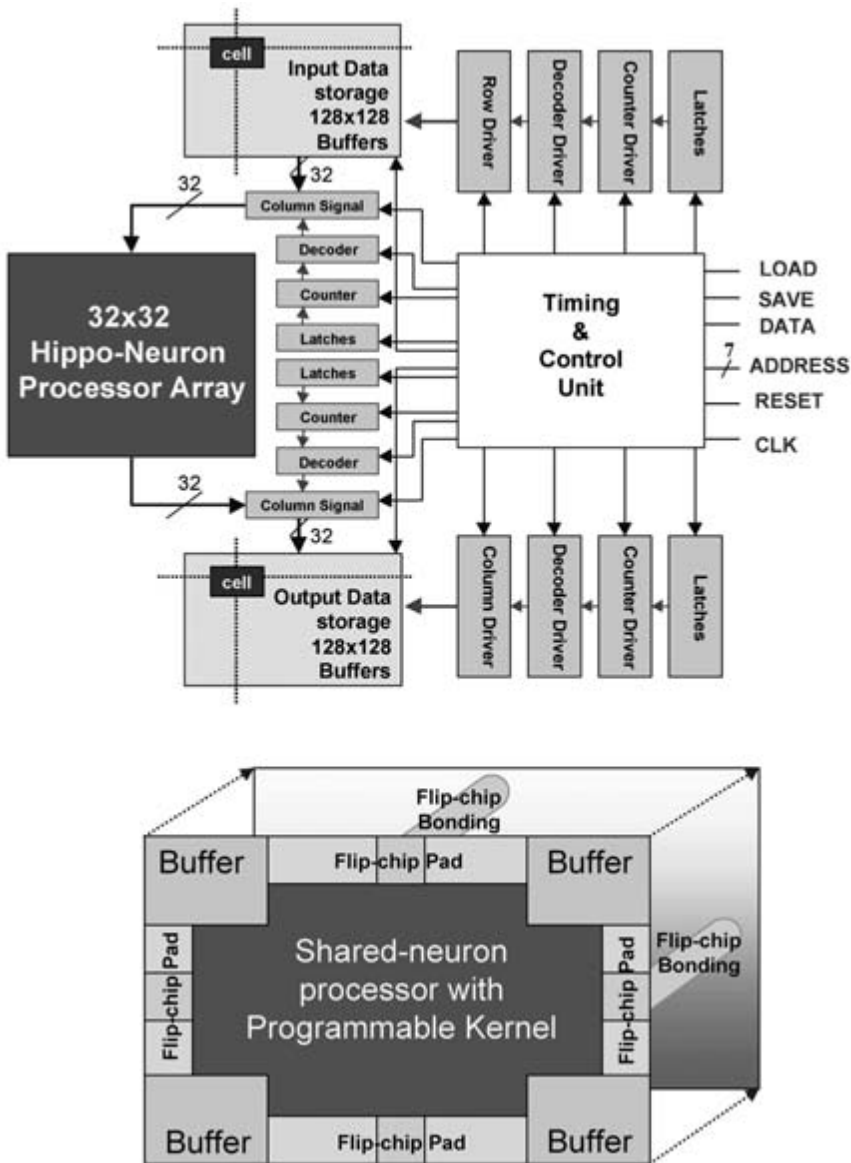 cell
Input Data
storage
128x128
Buffers
Row Driver
Decoder Driver
Counter Driver
Latches
32
32
Column Signal
Decoder
Counter
Latches
Latches
Counter
Decoder
Column Signal
32x32
Hippo-Neuron
Processor Array
Timing
&
Control
Unit
LOAD
SAVE
DATA
7
ADDRESS
RESET
CLK
32
32
cell
Output Data
storage
128x128
Buffers
Column Driver
Decoder Driver
Counter Driver
Latches
Flip-chip
Bonding
Buffer
Flip-chip Pad
Buffer
Flip-chip Pad
Shared-neuron
processor with
Programmable Kernel
Flip-chip Pad
Flip-chip
Bonding
Buffer
Flip-chip Pad
Buffer